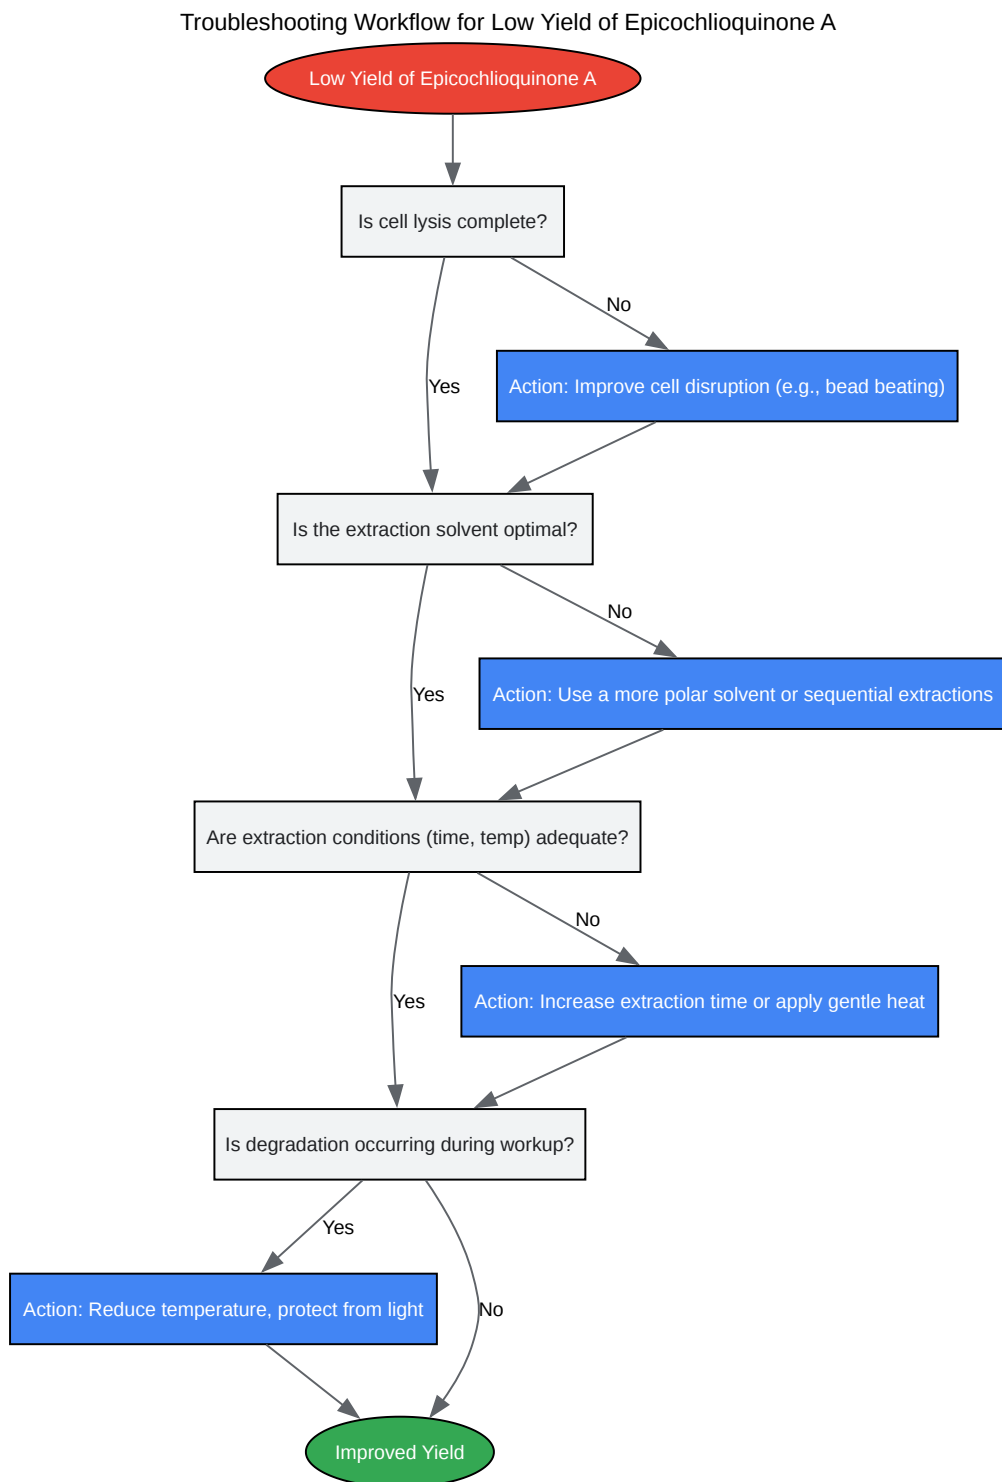 Troubleshooting Workflow for Low Yield of Epicochlioquinone A
Low Yield of Epicochlioquinone A
Is cell lysis complete?
No
Yes
Action: Improve cell disruption (e.g., bead beating)
Is the extraction solvent optimal?
No
Yes
Action: Use a more polar solvent or sequential extractions
Are extraction conditions (time, temp) adequate?
No
Yes
Action: Increase extraction time or apply gentle heat
Is degradation occurring during workup?
Yes
Action: Reduce temperature, protect from light
No
Improved Yield